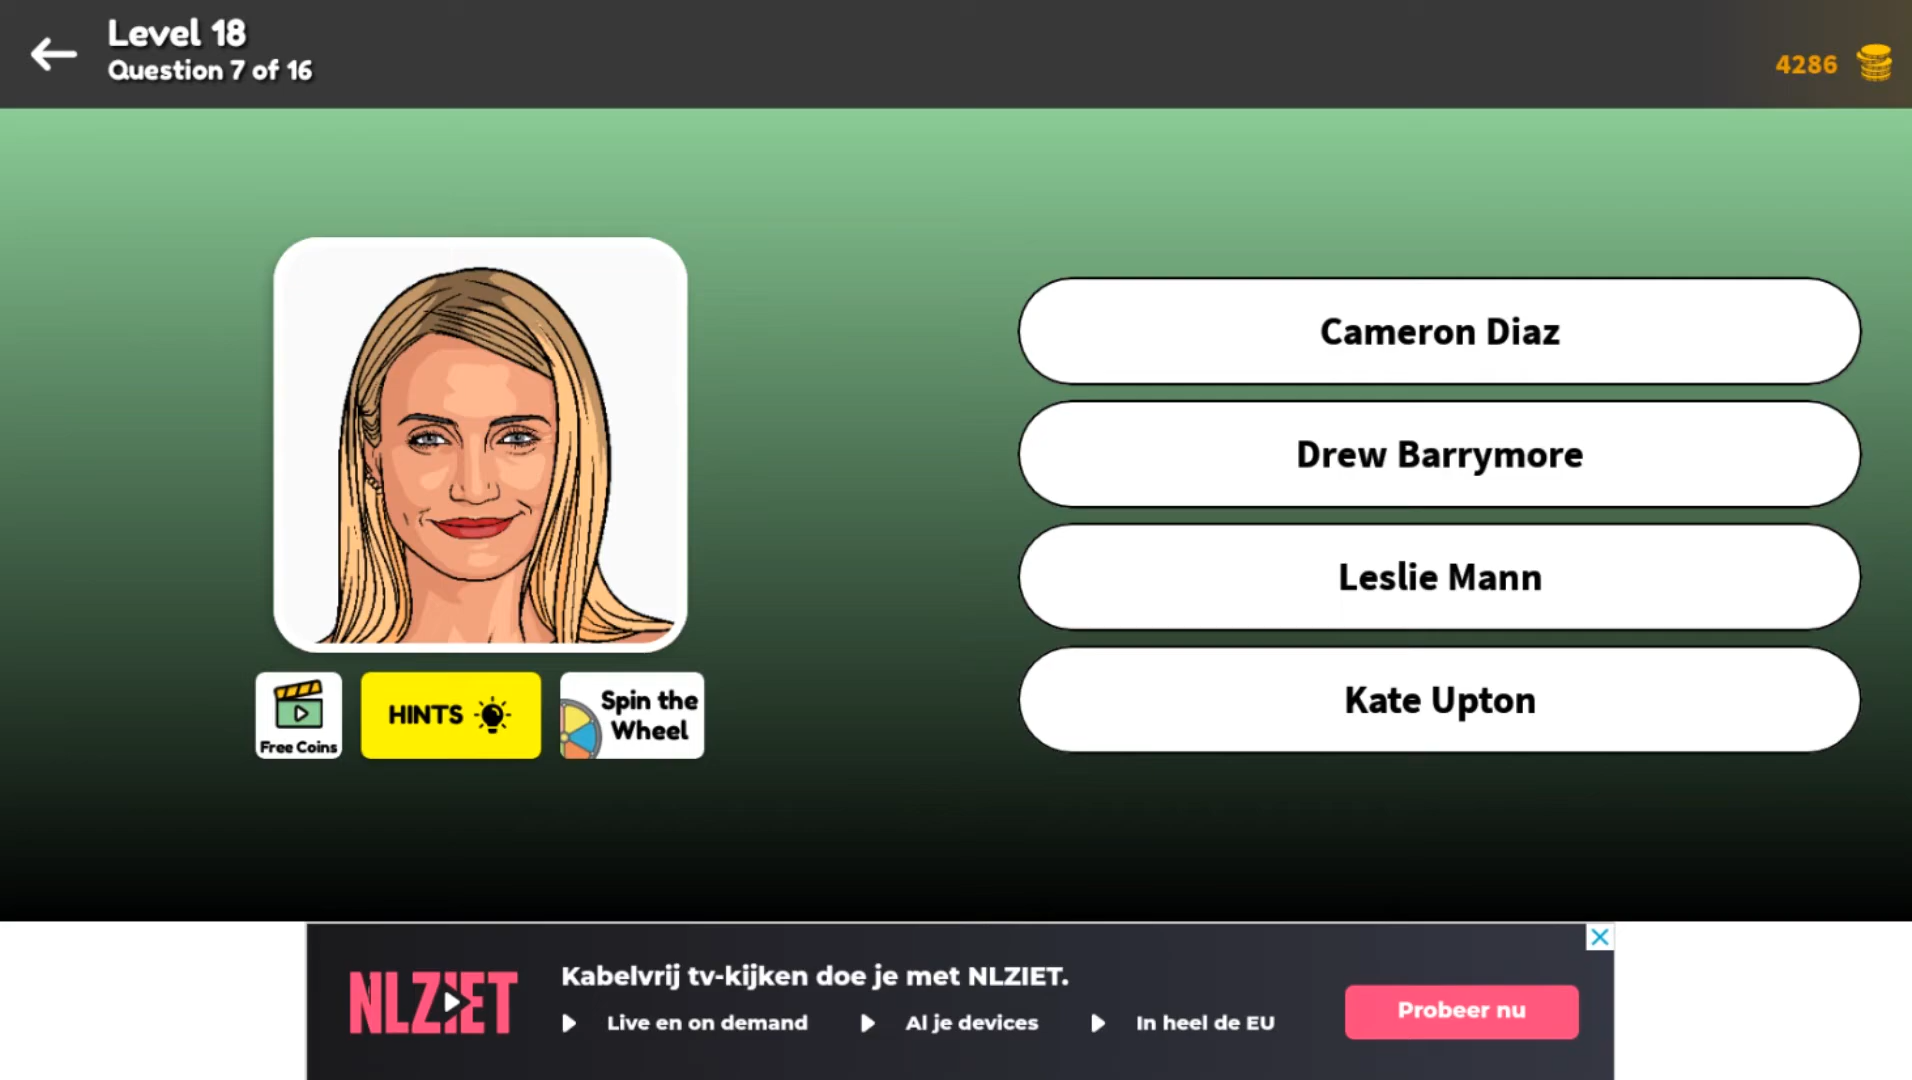 Level 18
Question 7 of 16
4286
Cameron Diaz
Drew Barrymore
Leslie Mann
Kate Upton
Free Coins
HINTS
Spin the
Wheel
NLZIET
Kabelvrij tv-kijken doe je met NLZIET.
Live en on demand
Al je devices
In heel de EU
Probeer nu